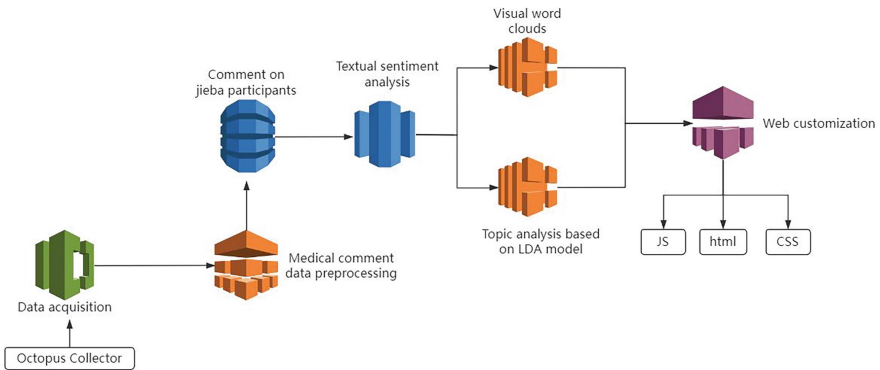 Visual word
clouds
Comment on
jieba participants
Textual sentiment
analysis
Web customization
Topic analysis based
on LDA model
JS
html
CSS
Medical comment
data preprocessing
Data acquisition
Octopus Collector